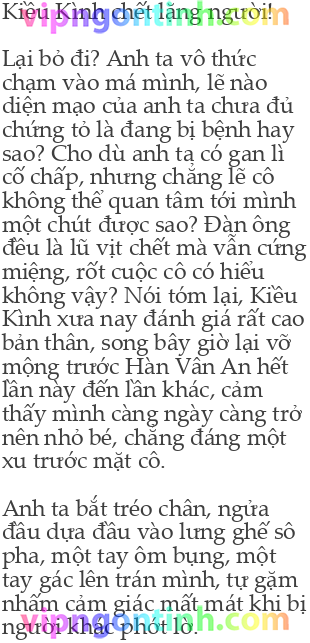 Kiều Kình chết lặng người!
vipngontinh.com
Lại bỏ đi? Anh ta vô thức
chạm vào má mình, lẽ nào
diện mạo của anh ta chưa đủ
chứng tỏ là đang bị bệnh hay
sao? Cho dù anh ta có gan lì
cố chấp, nhưng chẳng lẽ cô
không thể quan tâm tới mình
một chút được sao? Đàn ông
đều là lũ vịt chết mà vẫn cứng
miệng, rốt cuộc cô có hiểu
không vậy? Nói tóm lại, Kiều
Kình xưa nay đánh giá rất cao
bản thân, song bây giờ lại vỡ
mộng trước Hàn Vân An hết
lần này đến lần khác, cảm
thấy mình càng ngày càng trở
nên nhỏ bé, chẳng đáng một
xu trước mặt cô.
Anh ta bắt tréo chân, ngửa
đầu dựa đầu vào lưng ghế sô
pha, một tay ôm bụng, một
tay gác lên trán mình, tự gặm
nhấm cảm giác mất mát khi bị
người khác phớt lờ.
vipngontinh.com